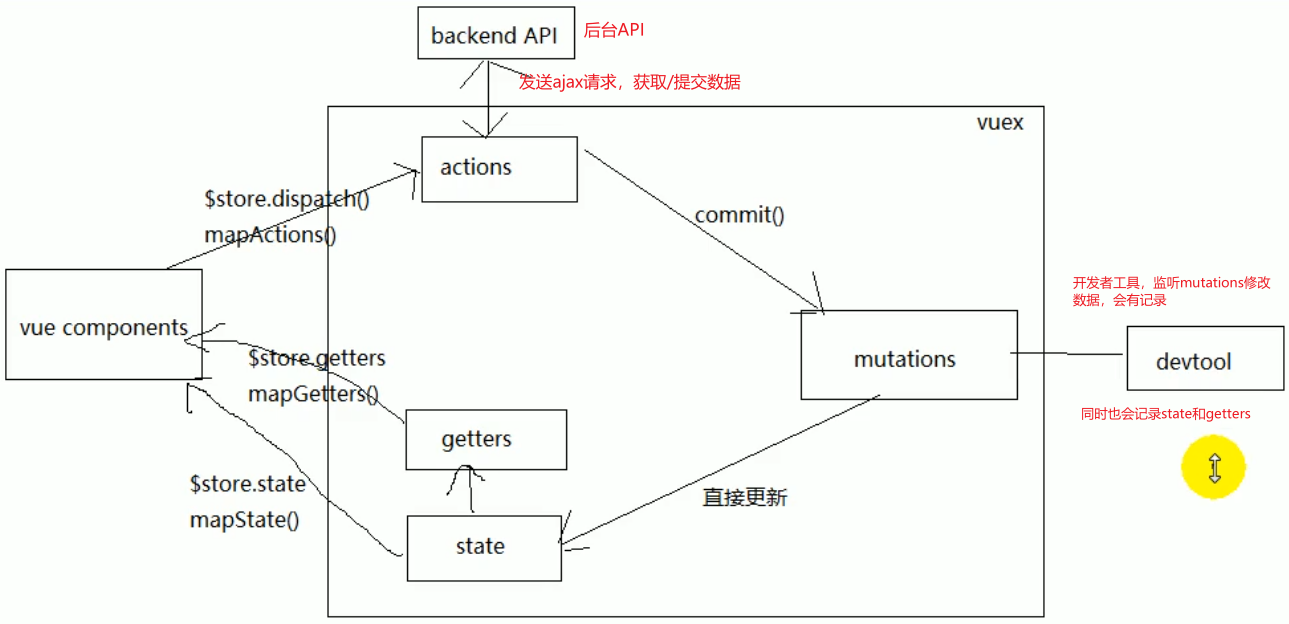 backend API
后台API
发送ajax请求，获取/提交数据
vuex
actions
$store.dispatch()
mapActions()
commit()
vue components
$store.getters
mapGetters()
getters
mutations
开发者工具，监听mutations修改
数据，会有记录
devtool
同时也会记录state和getters
$store.state
mapState()
直接更新
state